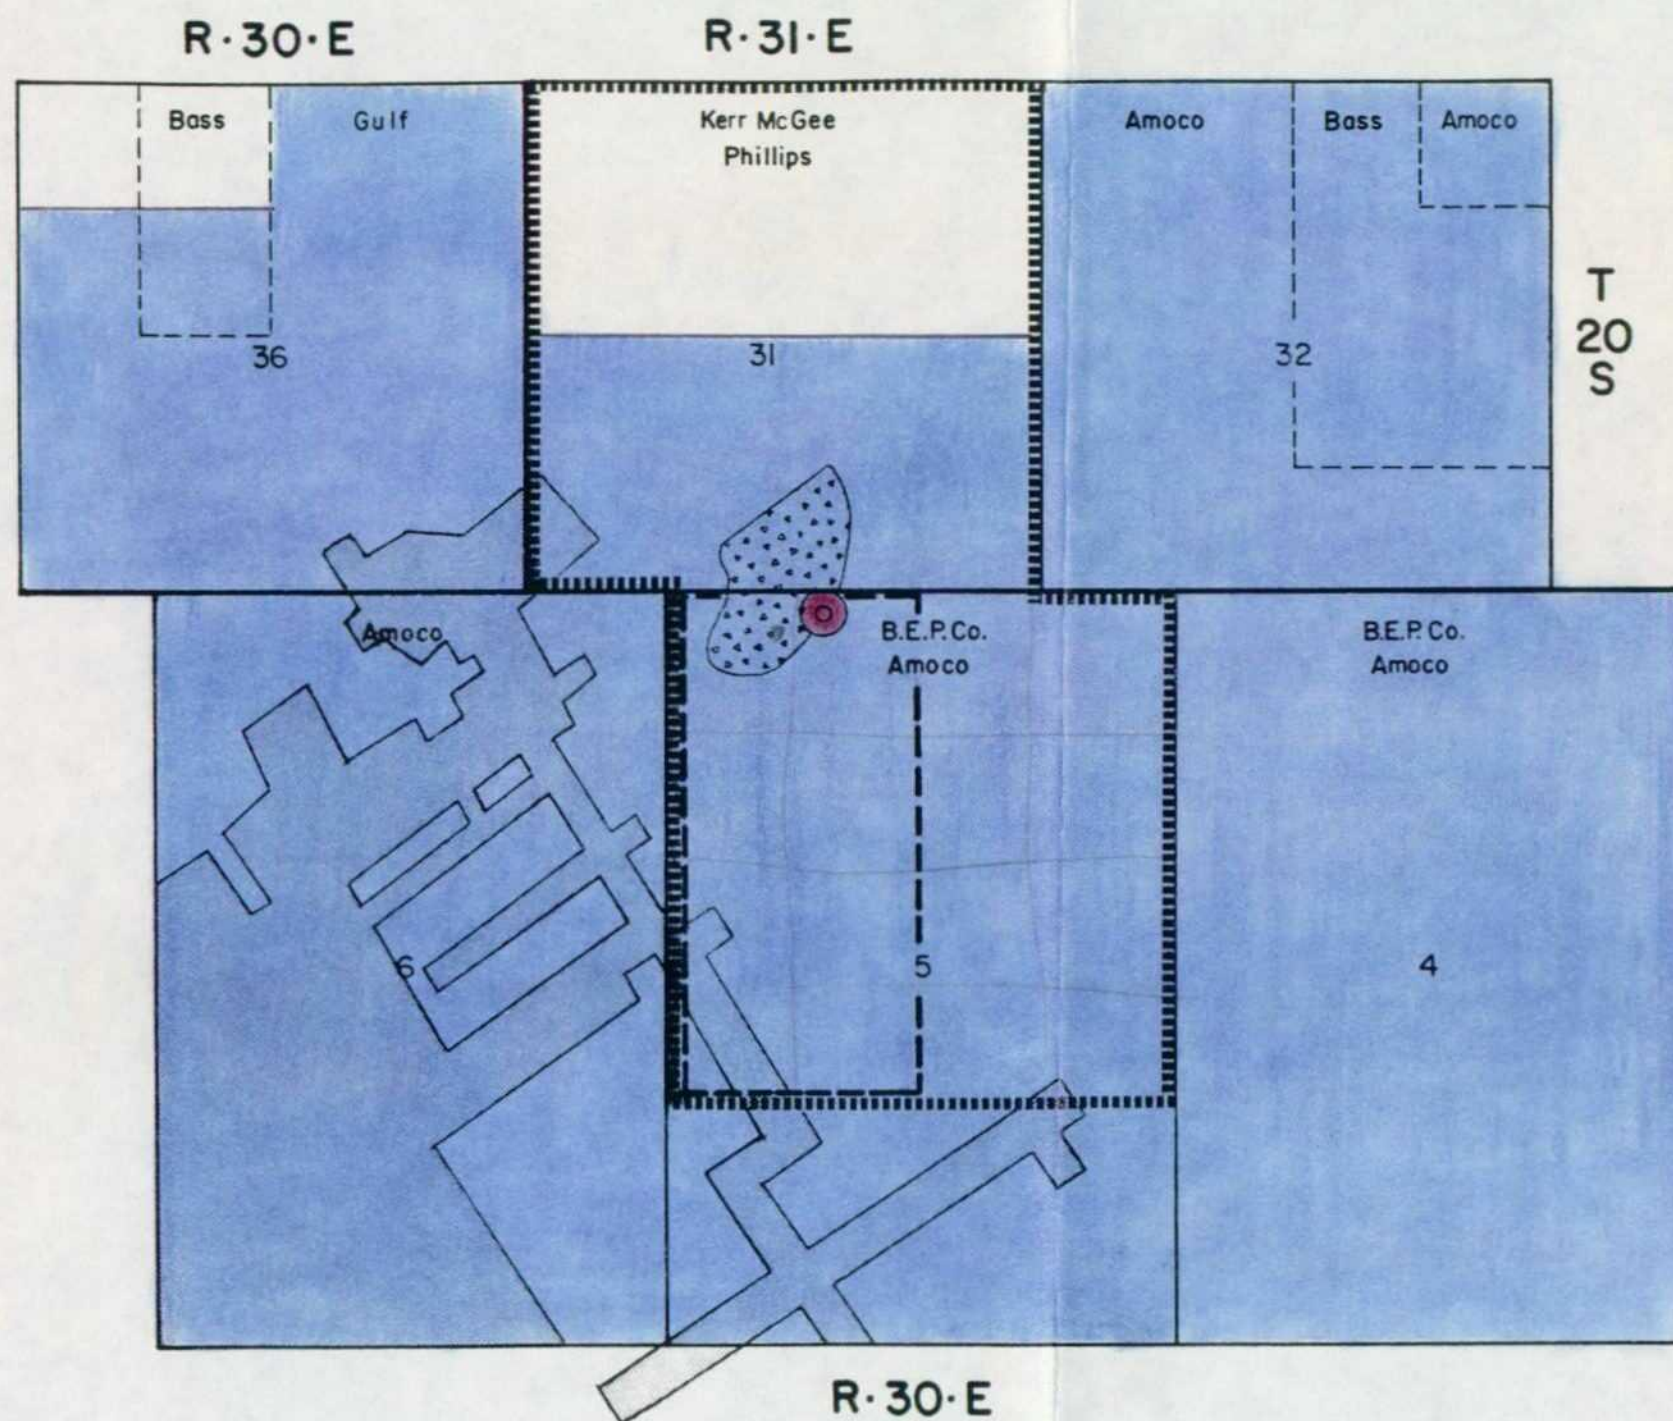 R·30·E
R·31·E
Bass
Gulf
Kerr McGee
Phillips
Amoco
Bass
Amoco
T
20
S
36
31
32
Amoco
B.E.P.Co.
Amoco
B.E.P.Co.
Amoco
6
5
4
R·30·E